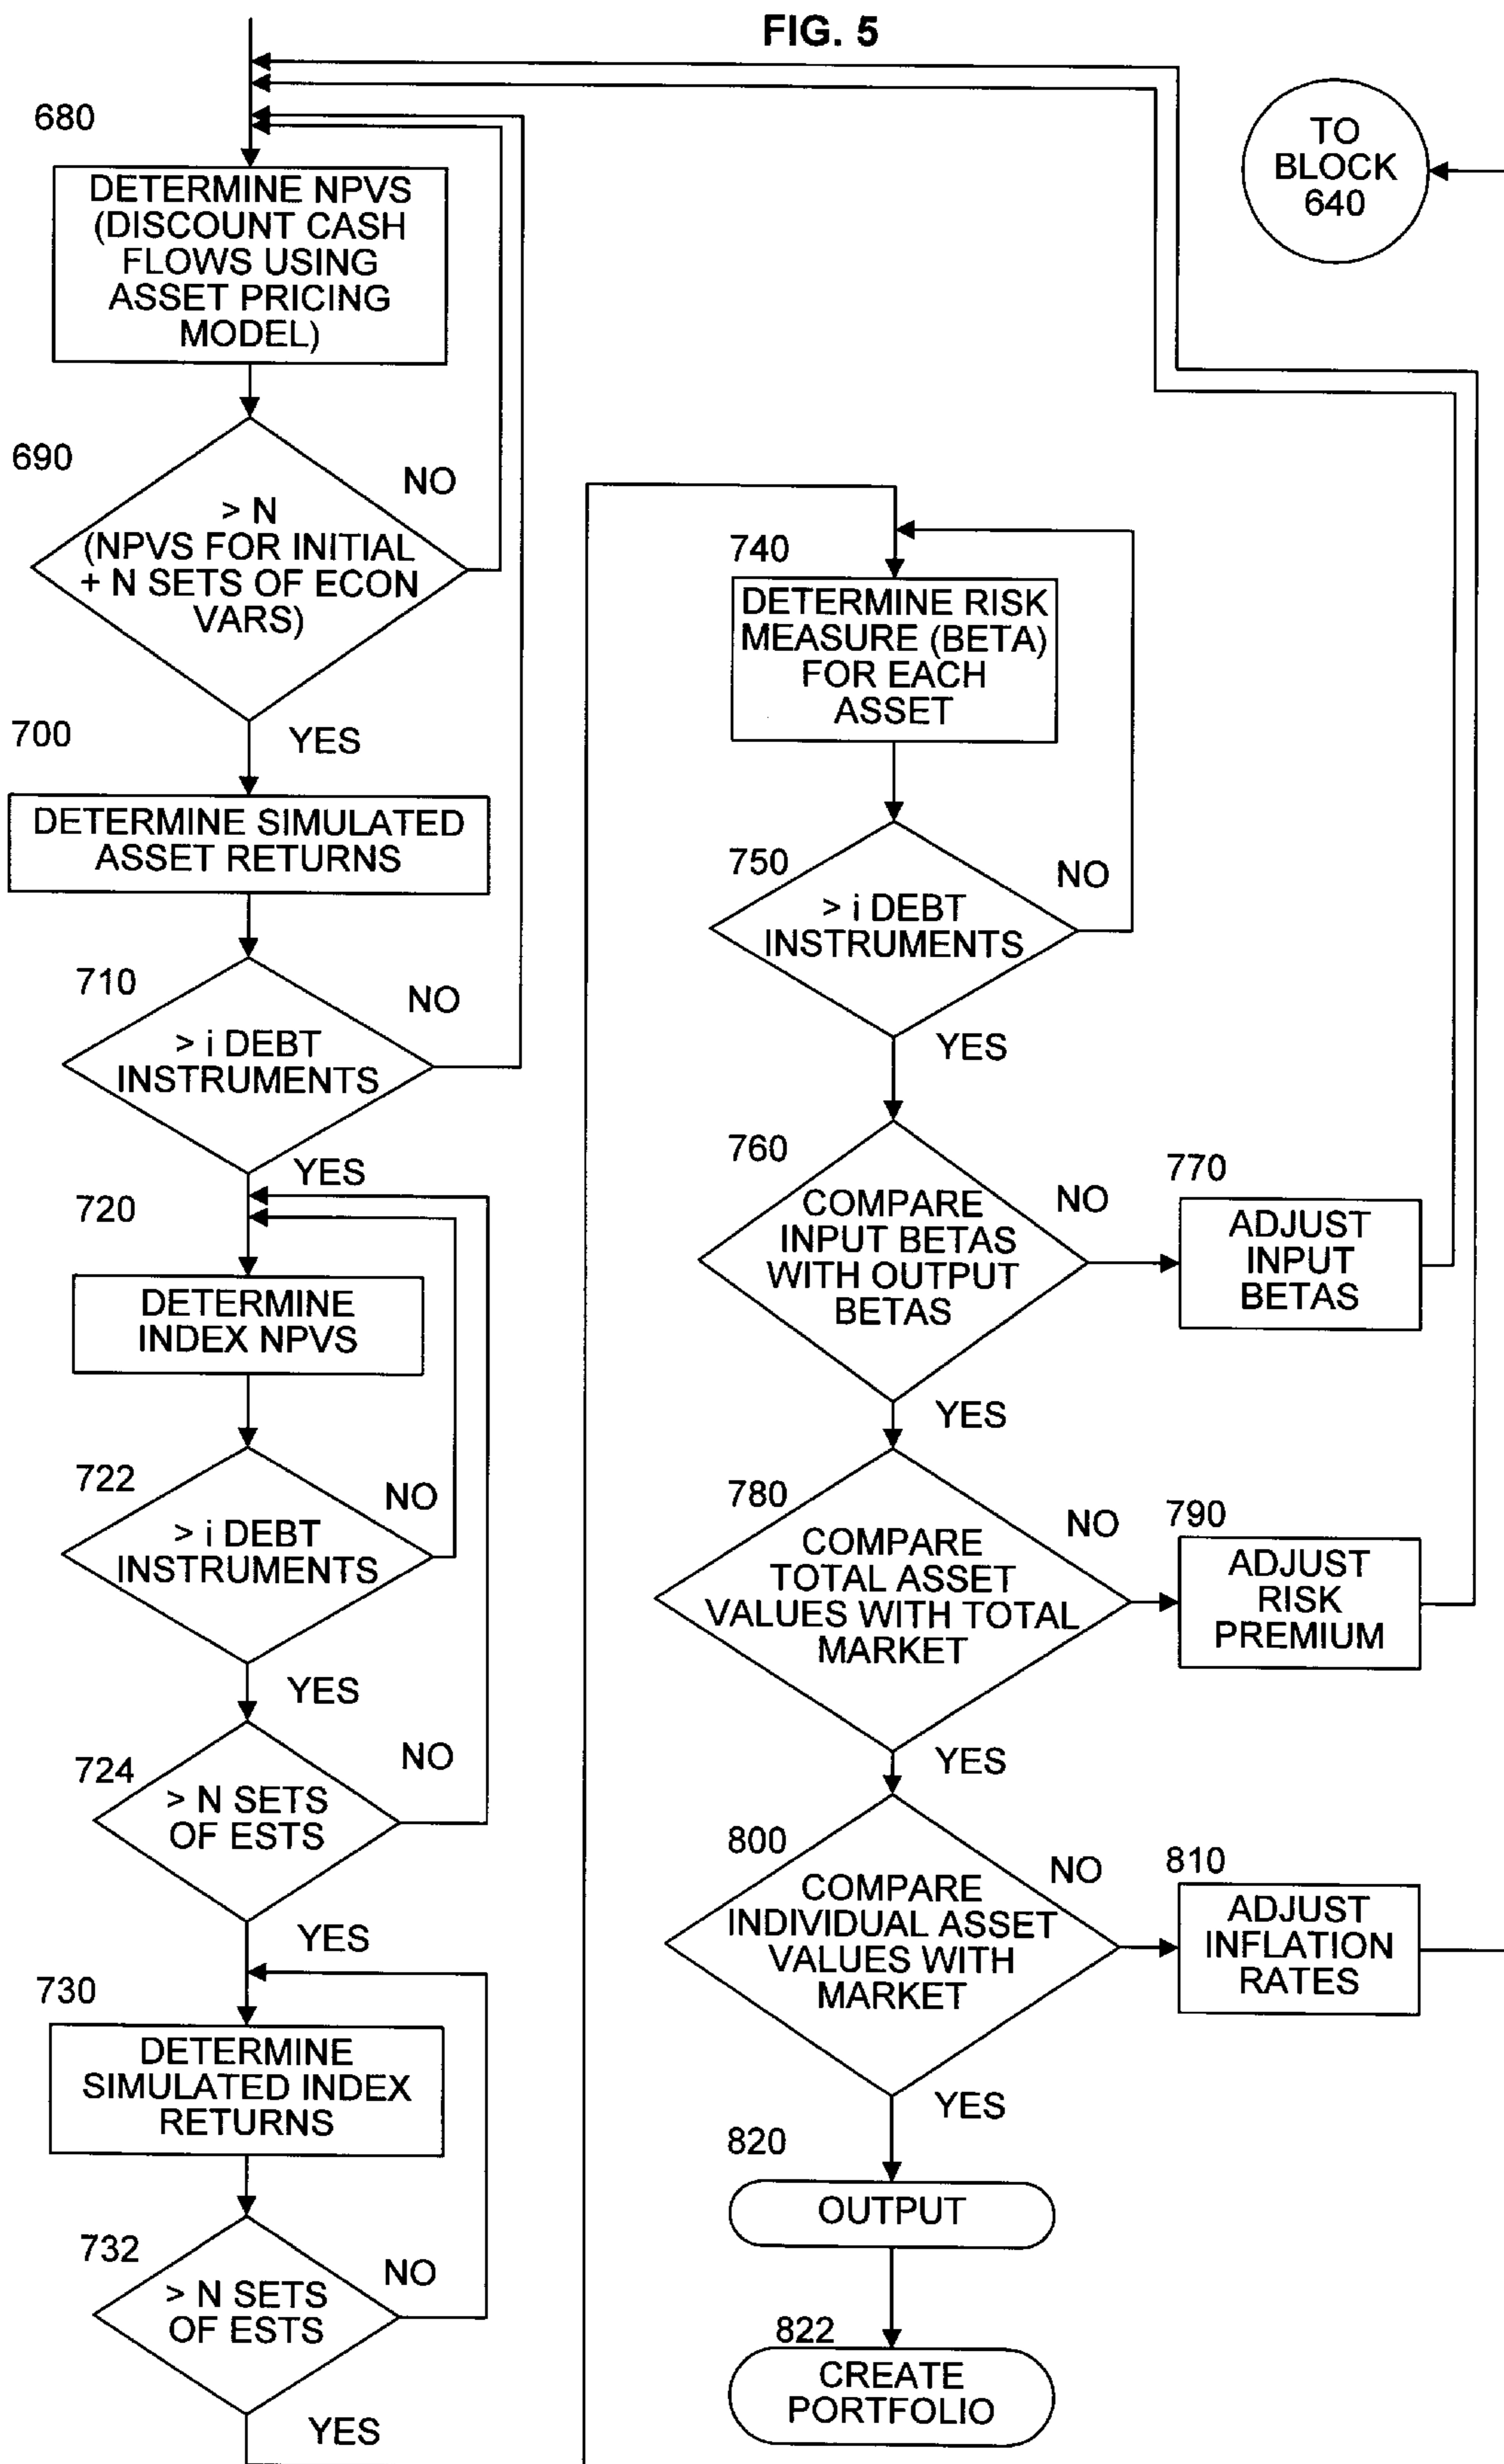 FIG. 5
680
DETERMINE NPVS
(DISCOUNT CASH
FLOWS USING
ASSET PRICING
MODEL)
690
NO
> N
(NPVS FOR INITIAL
+ N SETS OF ECON
VARS)
YES
700
DETERMINE SIMULATED
ASSET RETURNS
710
NO
> i DEBT
INSTRUMENTS
YES
720
DETERMINE
INDEX NPVS
722
NO
> i DEBT
INSTRUMENTS
YES
724
NO
> N SETS
OF ESTS
YES
730
DETERMINE
SIMULATED INDEX
RETURNS
732
NO
> N SETS
OF ESTS
YES
740
DETERMINE RISK
MEASURE (BETA)
FOR EACH
ASSET
750
NO
> i DEBT
INSTRUMENTS
YES
760
NO
COMPARE
INPUT BETAS
WITH OUTPUT
BETAS
YES
770
ADJUST
INPUT
BETAS
780
NO
COMPARE
TOTAL ASSET
VALUES WITH TOTAL
MARKET
YES
790
ADJUST
RISK
PREMIUM
800
NO
COMPARE
INDIVIDUAL ASSET
VALUES WITH
MARKET
YES
810
ADJUST
INFLATION
RATES
820
OUTPUT
822
CREATE
PORTFOLIO
TO
BLOCK
640